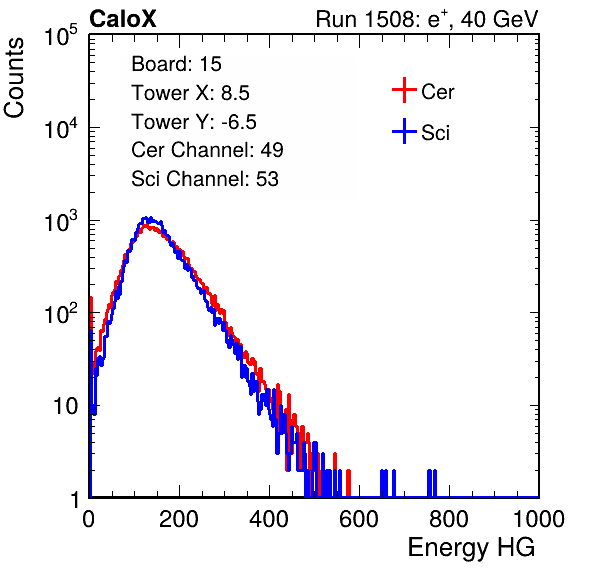 CaloX Run 1508: e⁺, 40 GeV
Counts
Board: 15
Tower X: 8.5
Tower Y: -6.5
Cer Channel: 49
Sci Channel: 53
Cer
Sci
10⁵
10⁴
10³
10²
10
1
0 200 400 600 800 1000
Energy HG